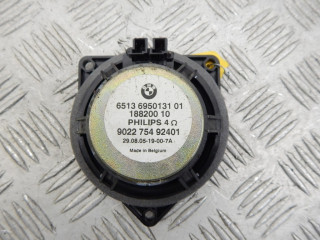 6513 6950131 01
188200 10
PHILIPS 4 Ω
9022 754 92401
29.08.05-19-00-7A
Made in Belgium